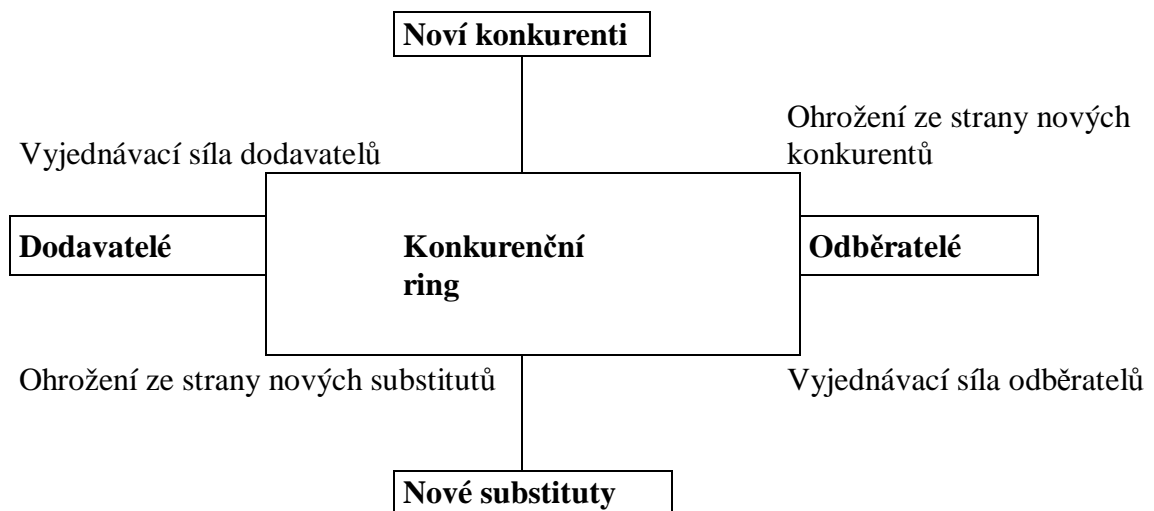 Noví konkurenti
Ohrožení ze strany nových
konkurentů
Vyjednávací síla dodavatelů
Dodavatelé
Konkurenční
ring
Odběratelé
Ohrožení ze strany nových substitutů
Vyjednávací síla odběratelů
Nové substituty